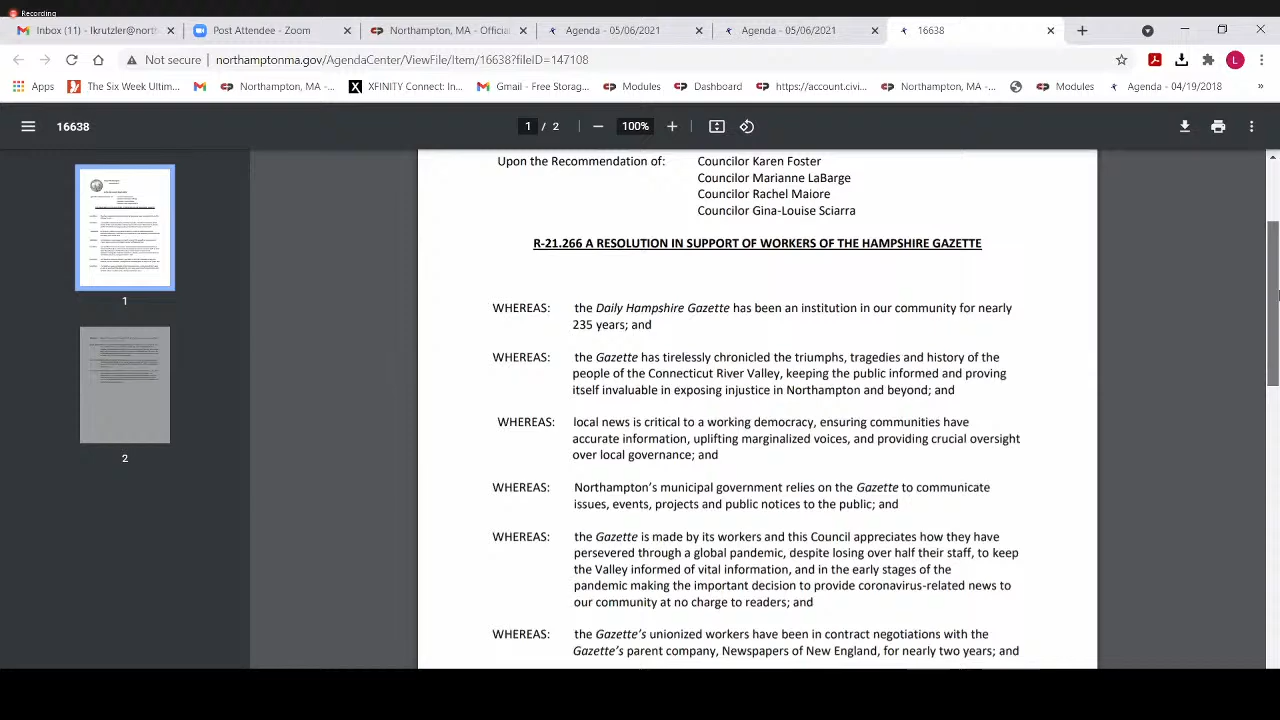 Recording
Inbox (11) - lkrutzler@north
Post Attendee - Zoom
Northampton, MA - Official
Agenda - 05/06/2021
Agenda - 05/06/2021
16638
Not secure
northamptonma.gov/AgendaCenter/ViewFile/Item/16638?fileID=147108
L
Apps
The Six Week Ultim...
Northampton, MA -...
XFINITY Connect: In...
Gmail - Free Storag...
Modules
Dashboard
https://account.civi...
Northampton, MA -...
Modules
Agenda - 04/19/2018
»
16638
1 / 2
100%
1
2
Upon the Recommendation of: Councilor Karen Foster
Councilor Marianne LaBarge
Councilor Rachel Maiore
Councilor Gina-Louise Sciarra
R-21.266 A RESOLUTION IN SUPPORT OF WORKERS OF THE HAMPSHIRE GAZETTE
WHEREAS: the Daily Hampshire Gazette has been an institution in our community for nearly
235 years; and
WHEREAS: the Gazette has tirelessly chronicled the triumphs, tragedies and history of the
people of the Connecticut River Valley, keeping the public informed and proving
itself invaluable in exposing injustice in Northampton and beyond; and
WHEREAS: local news is critical to a working democracy, ensuring communities have
accurate information, uplifting marginalized voices, and providing crucial oversight
over local governance; and
WHEREAS: Northampton's municipal government relies on the Gazette to communicate
issues, events, projects and public notices to the public; and
WHEREAS: the Gazette is made by its workers and this Council appreciates how they have
persevered through a global pandemic, despite losing over half their staff, to keep
the Valley informed of vital information, and in the early stages of the
pandemic making the important decision to provide coronavirus-related news to
our community at no charge to readers; and
WHEREAS: the Gazette's unionized workers have been in contract negotiations with the
Gazette's parent company, Newspapers of New England, for nearly two years; and